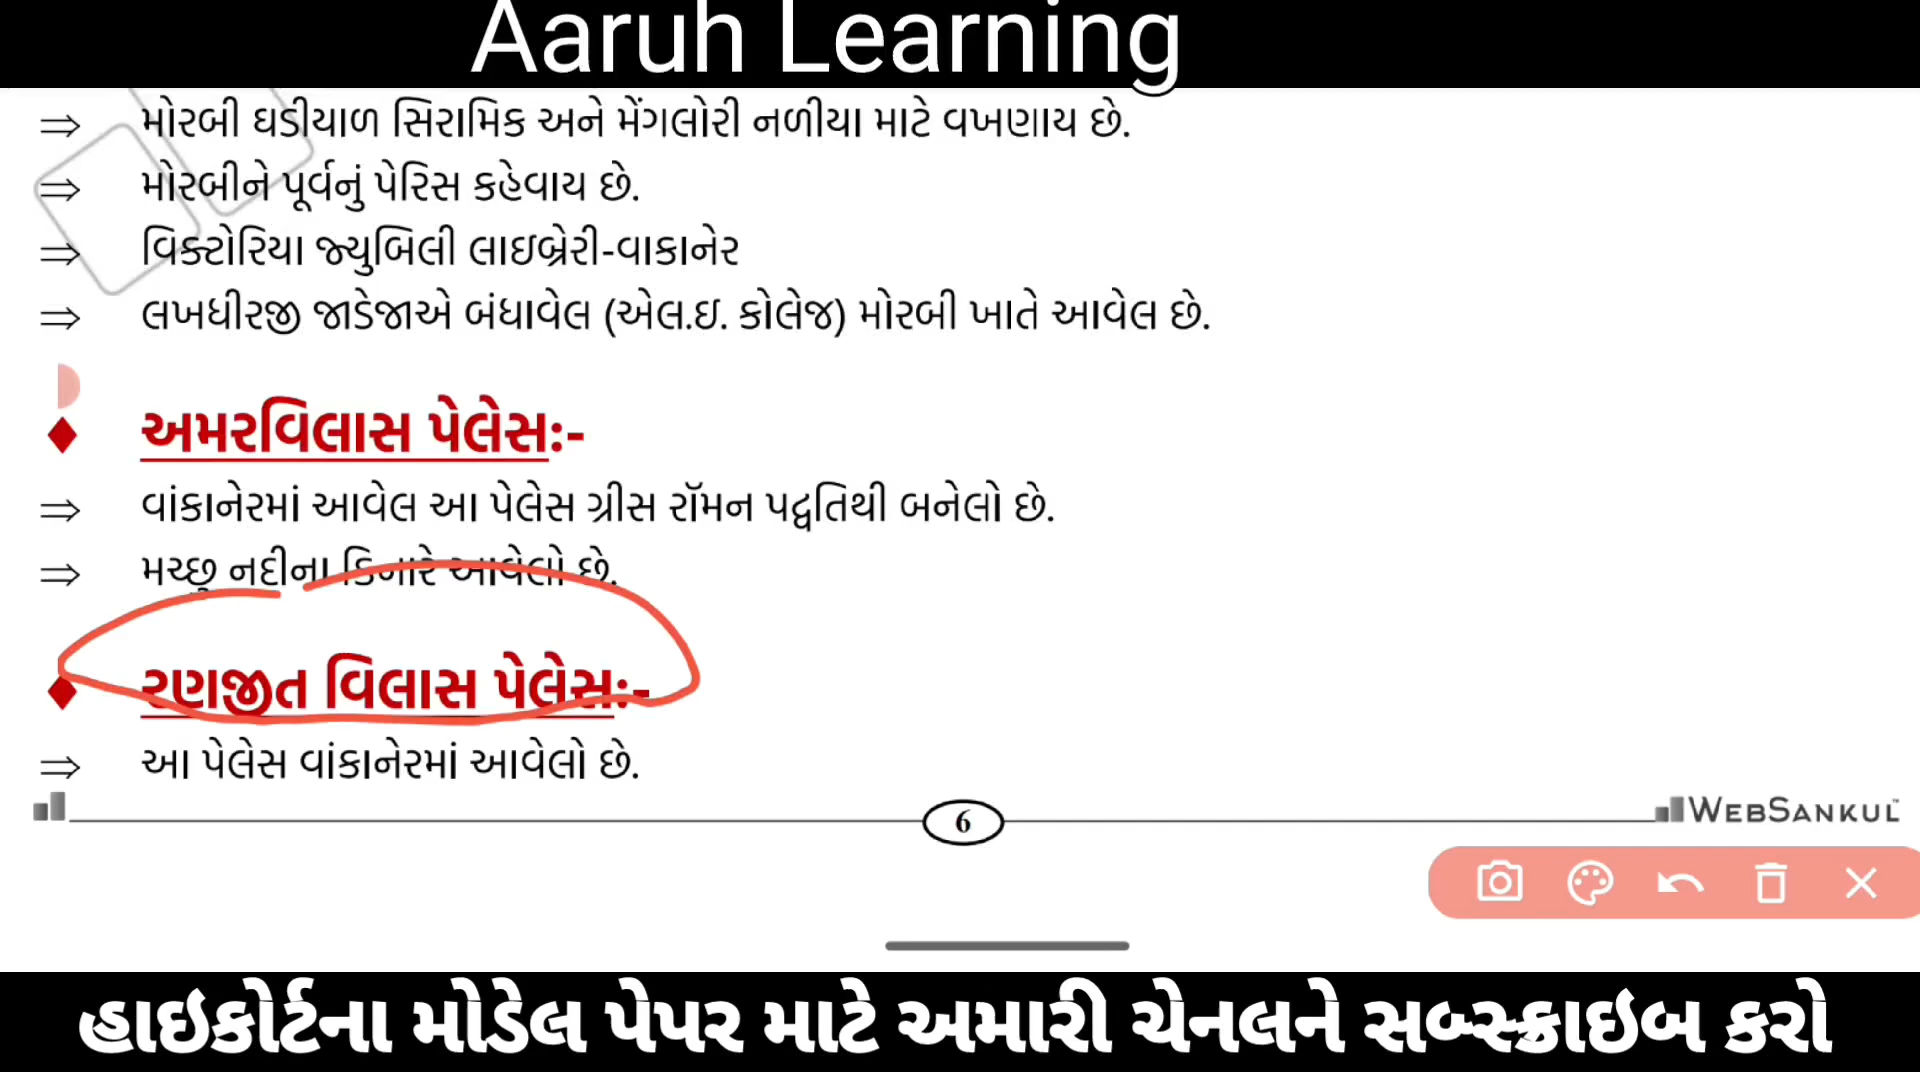 Aaruh Learning
⇒ મોરબી ઘડીયાળ સિરામિક અને મેંગલોરી નળીયા માટે વખણાય છે.
⇒ મોરબીને પૂર્વનું પેરિસ કહેવાય છે.
⇒ વિક્ટોરિયા જ્યુબિલી લાઇબ્રેરી-વાકાનેર
⇒ લખધીરજી જાડેજાએ બંધાવેલ (એલ.ઇ. કોલેજ) મોરબી ખાતે આવેલ છે.
♦ અમરવિલાસ પેલેસઃ-
⇒ વાંકાનેરમાં આવેલ આ પેલેસ ગ્રીસ રૉમન પદ્વતિથી બનેલો છે.
⇒ મચ્છુ નદીના કિનારે આવેલો છે.
♦ રણજીત વિલાસ પેલેસઃ-
⇒ આ પેલેસ વાંકાનેરમાં આવેલો છે.
6
WEBSANKUL
હાઇકોર્ટના મોડેલ પેપર માટે અમારી ચેનલને સબ્સ્ક્રાઇબ કરો